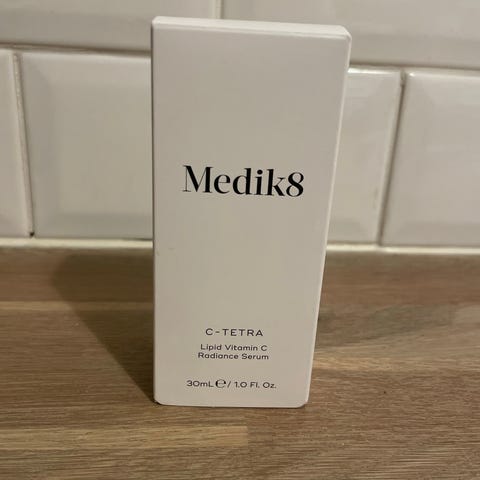 Medik8
C-TETRA
Lipid Vitamin C
Radiance Serum
30mL ℮ / 1.0 Fl. Oz.